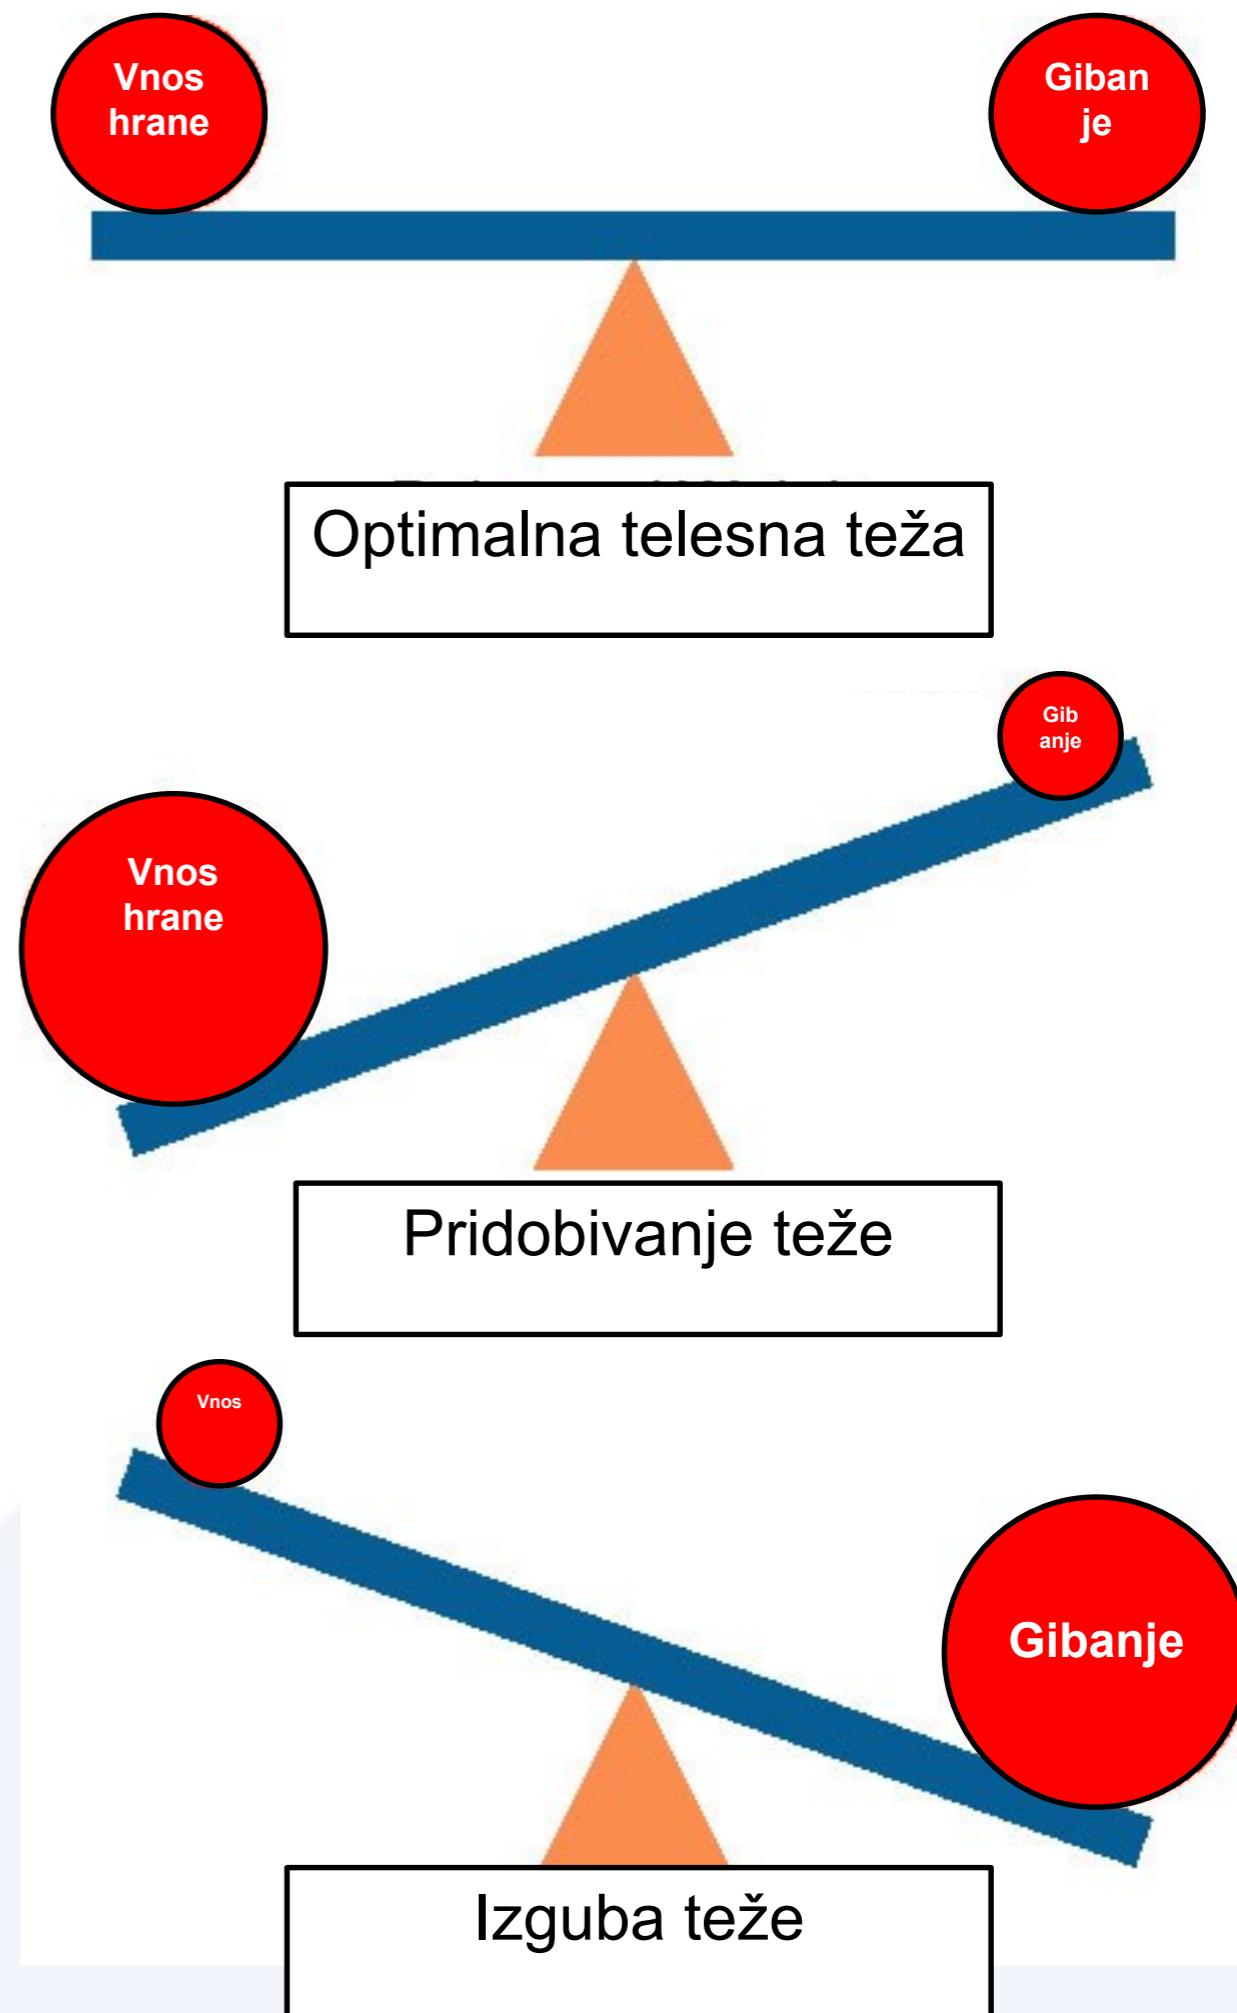 Vnos
hrane
Giban
je
Optimalna telesna teža
Gib
anje
Vnos
hrane
Pridobivanje teže
Vnos
Gibanje
Izguba teže